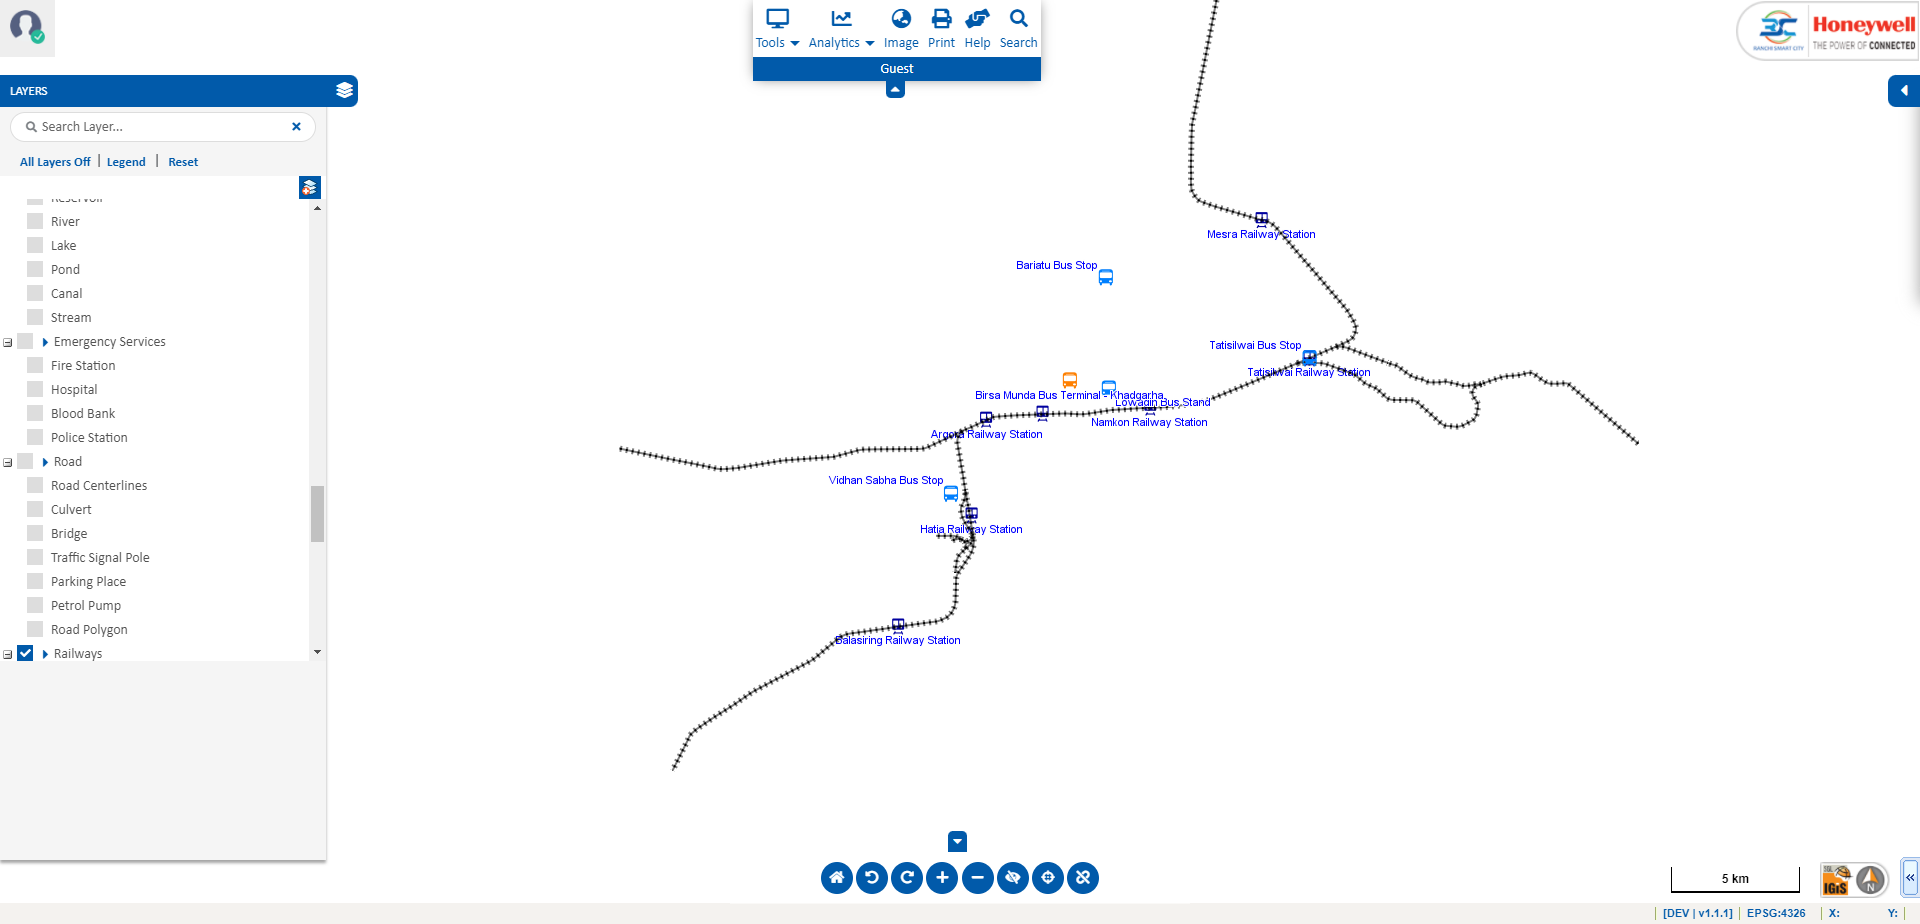 Tools
Analytics
Image
Print
Help
Search
Guest
RANCHI SMART CITY
Honeywell
THE POWER OF CONNECTED
LAYERS
Search Layer...
All Layers Off | Legend | Reset
Reservoir
River
Lake
Pond
Canal
Stream
Emergency Services
Fire Station
Hospital
Blood Bank
Police Station
Road
Road Centerlines
Culvert
Bridge
Traffic Signal Pole
Parking Place
Petrol Pump
Road Polygon
Railways
Mesra Railway Station
Bariatu Bus Stop
Tatisilwai Bus Stop
Tatisilwai Railway Station
Birsa Munda Bus Terminal - Khadgarha
Lowadih Bus Stand
Namkon Railway Station
Argora Railway Station
Vidhan Sabha Bus Stop
Hatia Railway Station
Balasiring Railway Station
5 km
IGiS
N
[DEV | v1.1.1] EPSG:4326 X: Y: